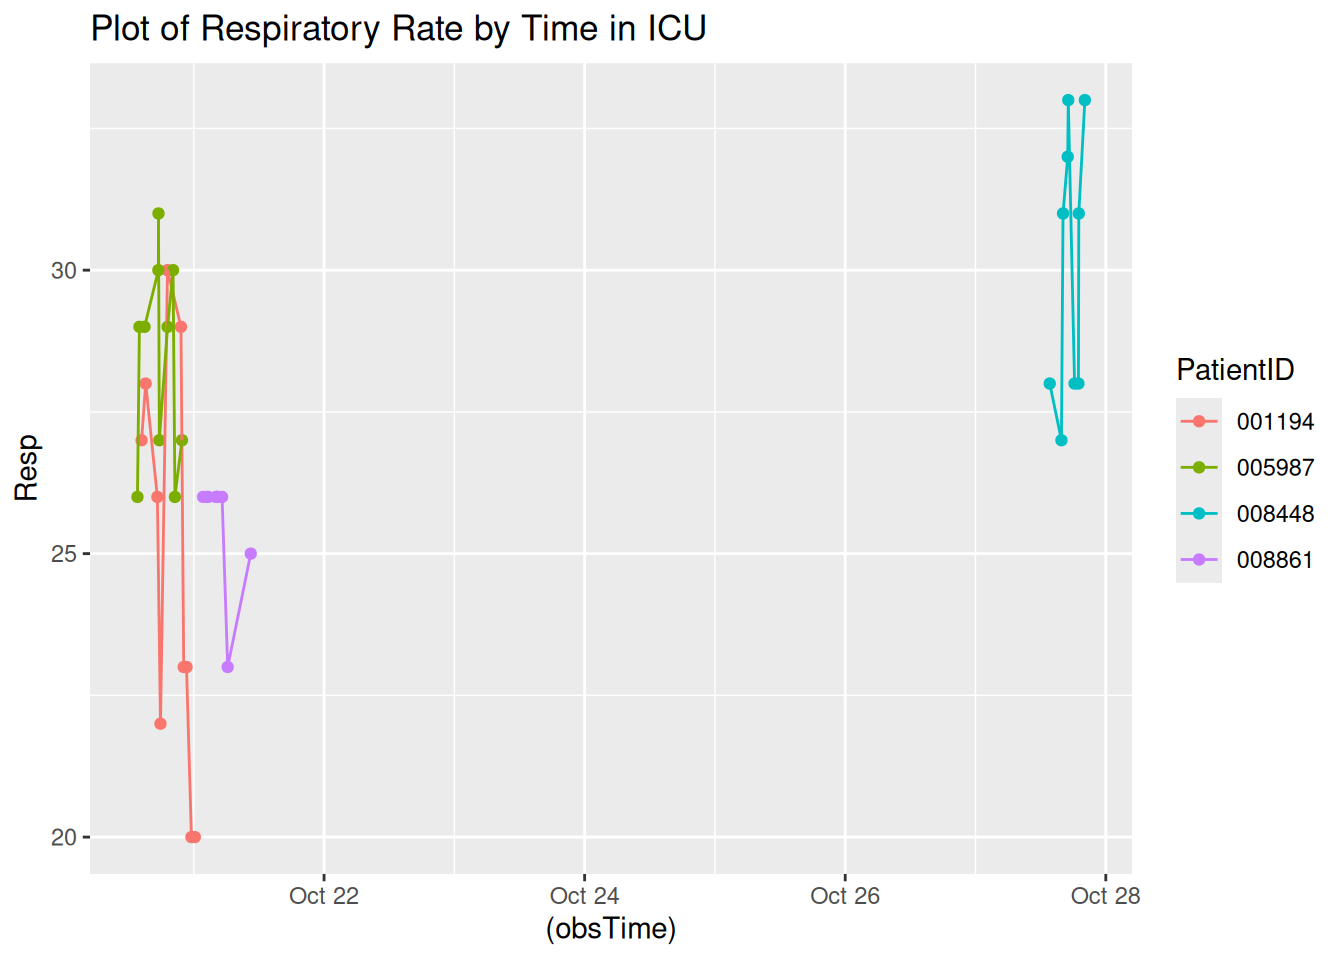 Plot of Respiratory Rate by Time in ICU
Resp
30
25
20
Oct 22
Oct 24
Oct 26
Oct 28
(obsTime)
PatientID
001194
005987
008448
008861